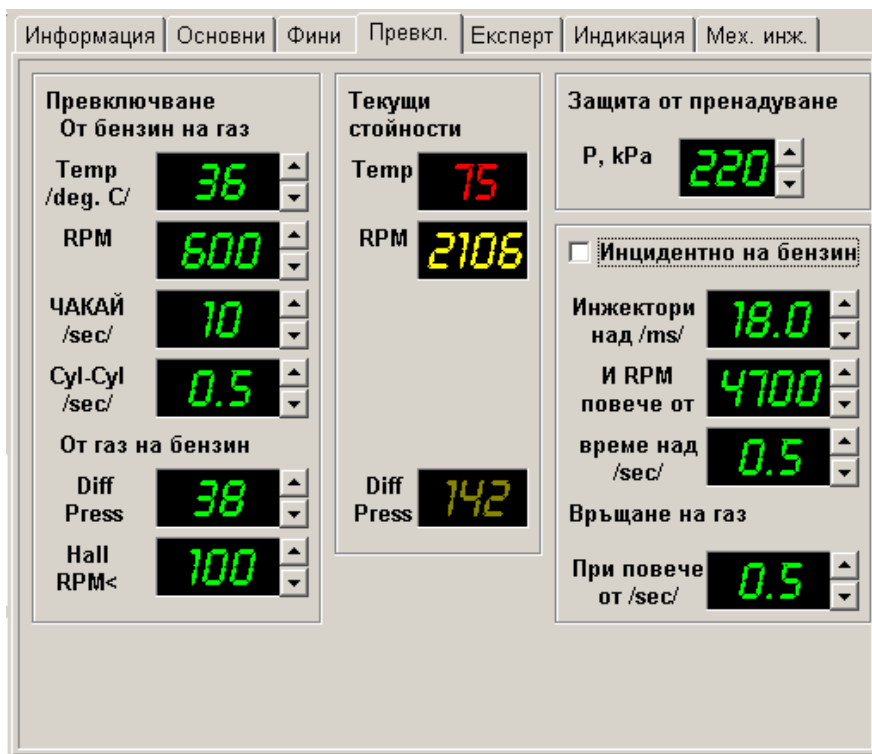 Информация Основни Фини Превкл. Експерт Индикация Мех. инж.
Превключване
От бензин на газ
Temp
/deg. C/
36
RPM
600
ЧАКАЙ
/sec/
10
Cyl-Cyl
/sec/
0.5
От газ на бензин
Diff
Press
38
Hall
RPM<
100
Текущи
стойности
Temp
75
RPM
2106
Diff
Press
142
Защита от пренадуване
P, kPa
220
Инцидентно на бензин
Инжектори
над /ms/
18.0
И RPM
повече от
4700
време над
/sec/
0.5
Връщане на газ
При повече
от /sec/
0.5